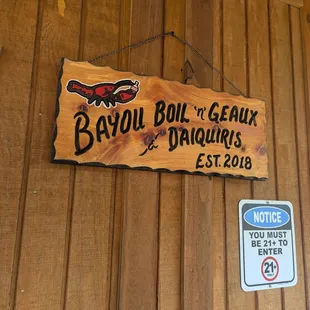 BAYOU BOIL 'N' GEAUX
& DAIQUIRIS
EST. 2018
NOTICE
YOU MUST
BE 21+ TO
ENTER
21+